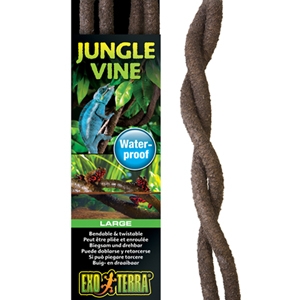 JUNGLE
VINE
Water-
proof
LARGE
Bendable & twistable
Peut être pliée et enroulée
Biegsam und drehbar
Puede doblarse y torcerse
Si può piegare torcere
Buig- en draaibaar
EXO TERRA